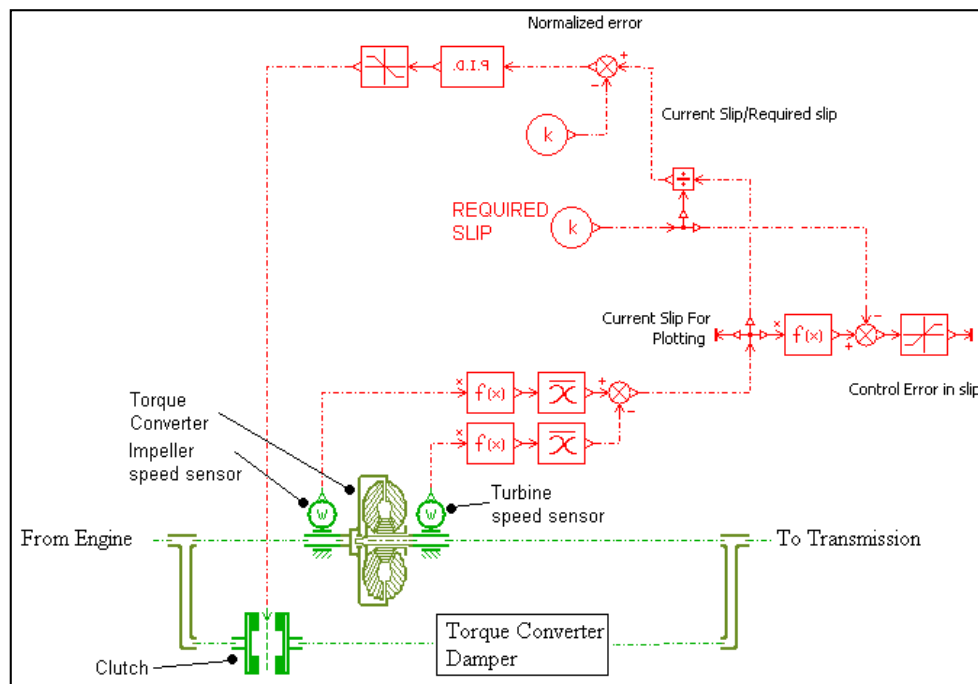 Normalized error
P.I.D.
+
−
k
Current Slip/Required slip
÷
REQUIRED
SLIP
k
Current Slip For
Plotting
x
f(x)
+
−
Control Error in slip
x
f(x)
x̄
+
−
x
f(x)
x̄
Torque
Converter
Impeller
speed sensor
w
w
Turbine
speed sensor
From Engine
To Transmission
Clutch
Torque Converter
Damper